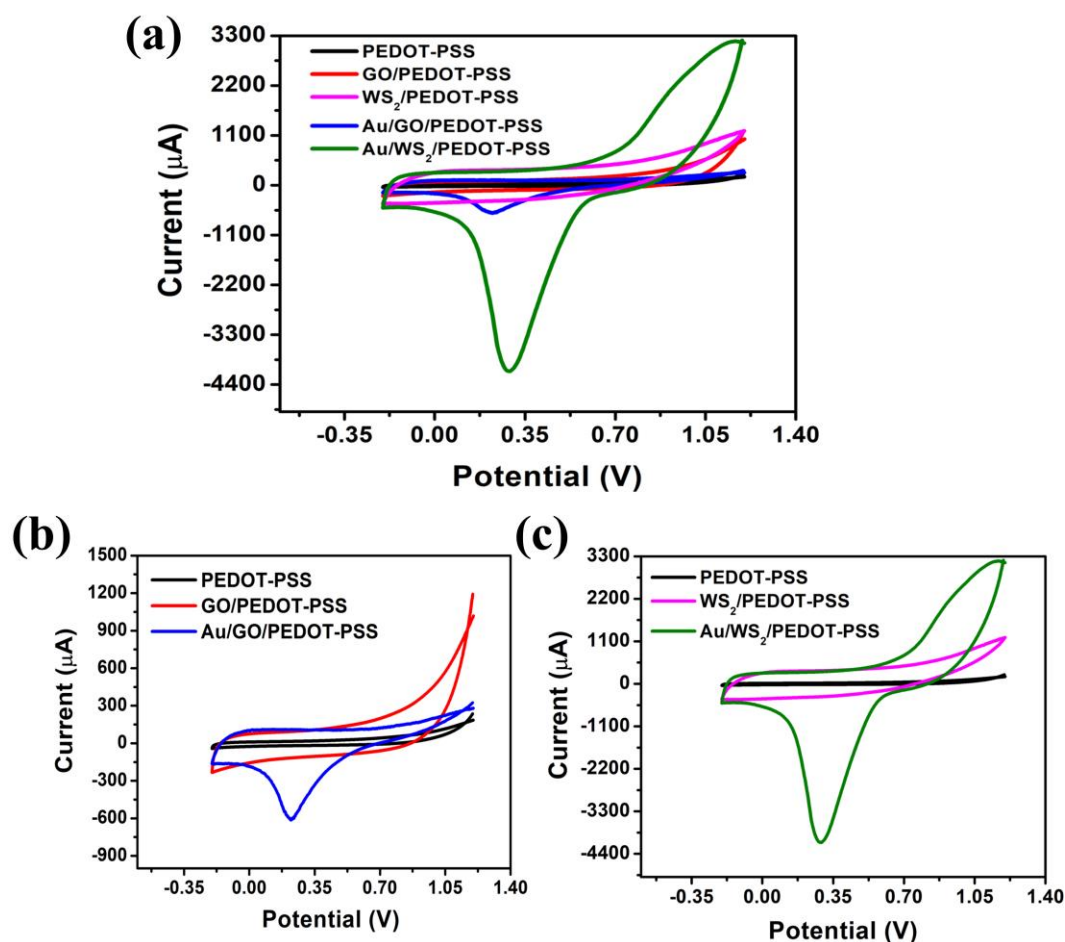 (a)
3300
2200
1100
0
-1100
-2200
-3300
-4400
Current (μA)
PEDOT-PSS
GO/PEDOT-PSS
WS₂/PEDOT-PSS
Au/GO/PEDOT-PSS
Au/WS₂/PEDOT-PSS
-0.35 0.00 0.35 0.70 1.05 1.40
Potential (V)
(b)
1500
1200
900
600
300
0
-300
-600
-900
Current (μA)
PEDOT-PSS
GO/PEDOT-PSS
Au/GO/PEDOT-PSS
-0.35 0.00 0.35 0.70 1.05 1.40
Potential (V)
(c)
3300
2200
1100
0
-1100
-2200
-3300
-4400
Current (μA)
PEDOT-PSS
WS₂/PEDOT-PSS
Au/WS₂/PEDOT-PSS
-0.35 0.00 0.35 0.70 1.05 1.40
Potential (V)